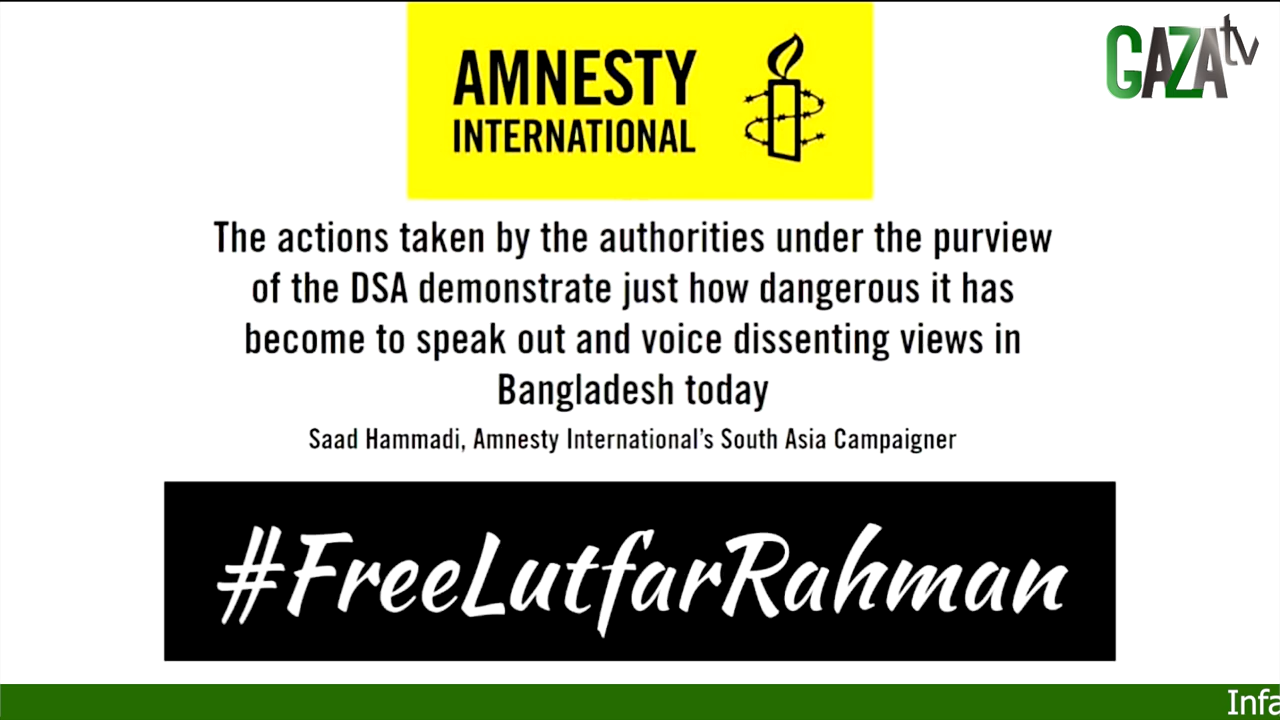 AMNESTY
INTERNATIONAL
GAZAtv
The actions taken by the authorities under the purview
of the DSA demonstrate just how dangerous it has
become to speak out and voice dissenting views in
Bangladesh today
Saad Hammadi, Amnesty International's South Asia Campaigner
#FreeLutfarRahman